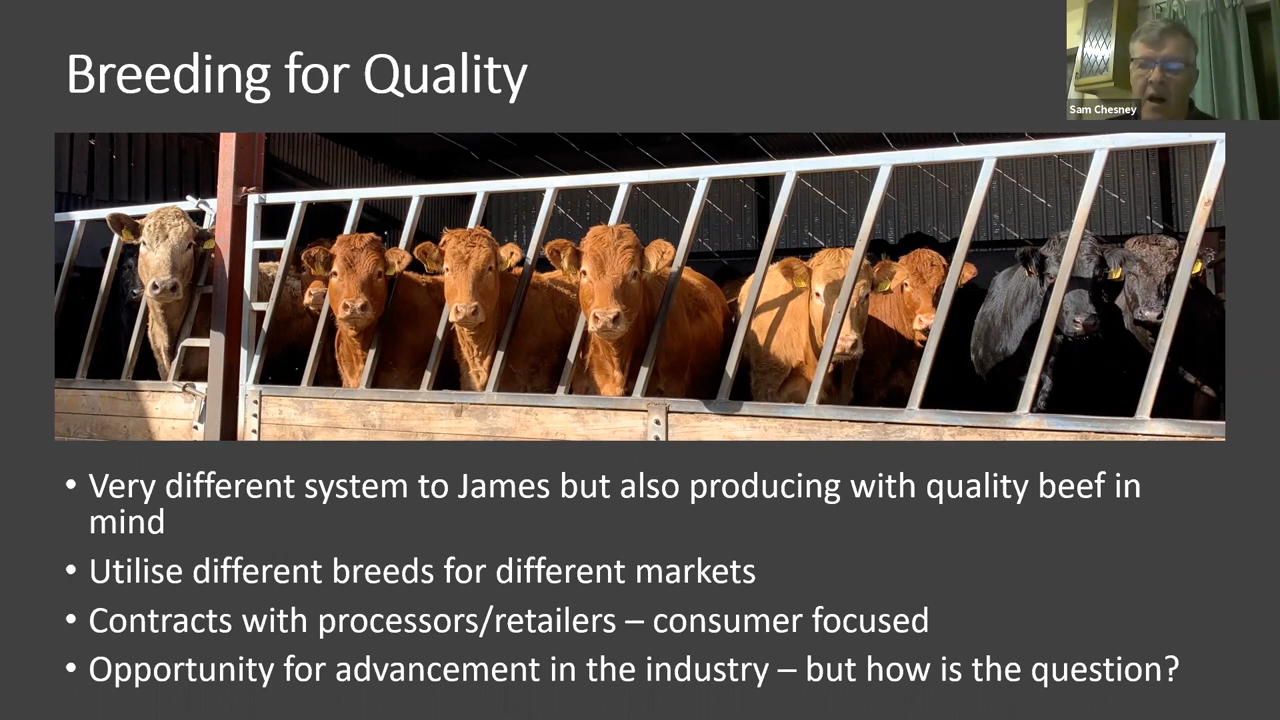 Breeding for Quality
Sam Chesney
• Very different system to James but also producing with quality beef in
mind
• Utilise different breeds for different markets
• Contracts with processors/retailers – consumer focused
• Opportunity for advancement in the industry – but how is the question?